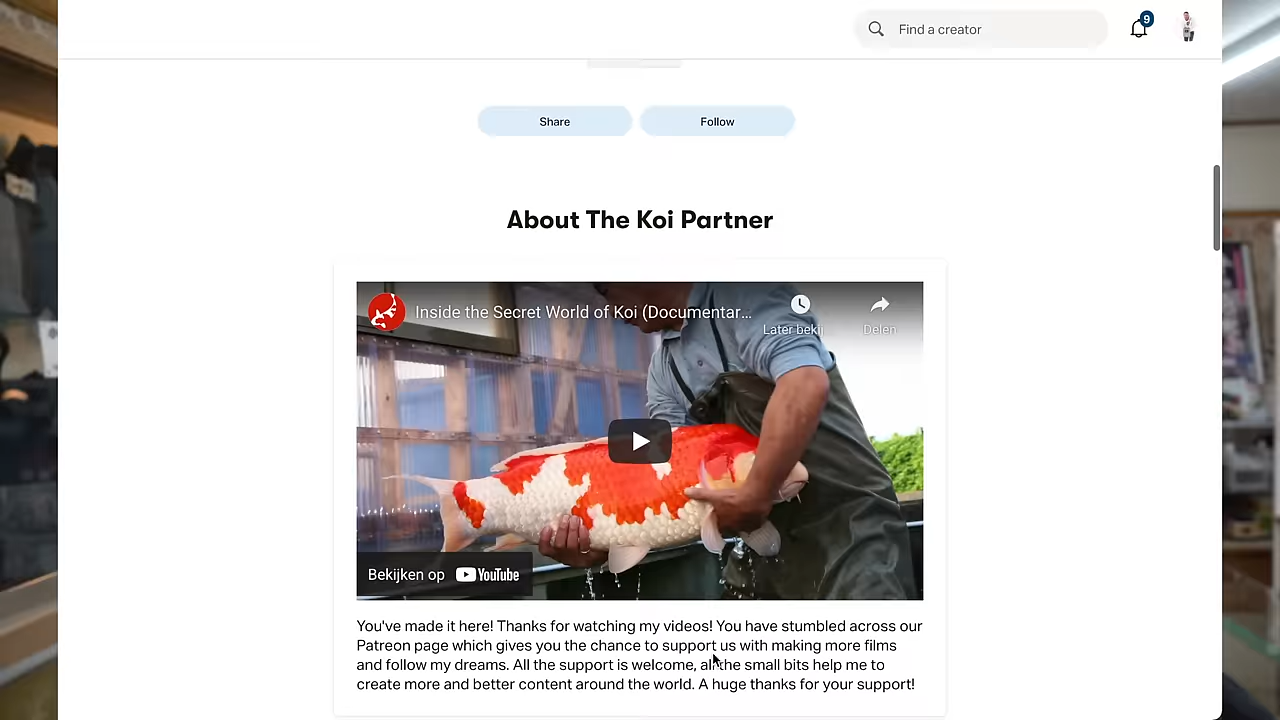 Find a creator
9
Share
Follow
About The Koi Partner
Inside the Secret World of Koi (Documentar...
Later bekij
Delen
Bekijken op YouTube
You've made it here! Thanks for watching my videos! You have stumbled across our
Patreon page which gives you the chance to support us with making more films
and follow my dreams. All the support is welcome, all the small bits help me to
create more and better content around the world. A huge thanks for your support!